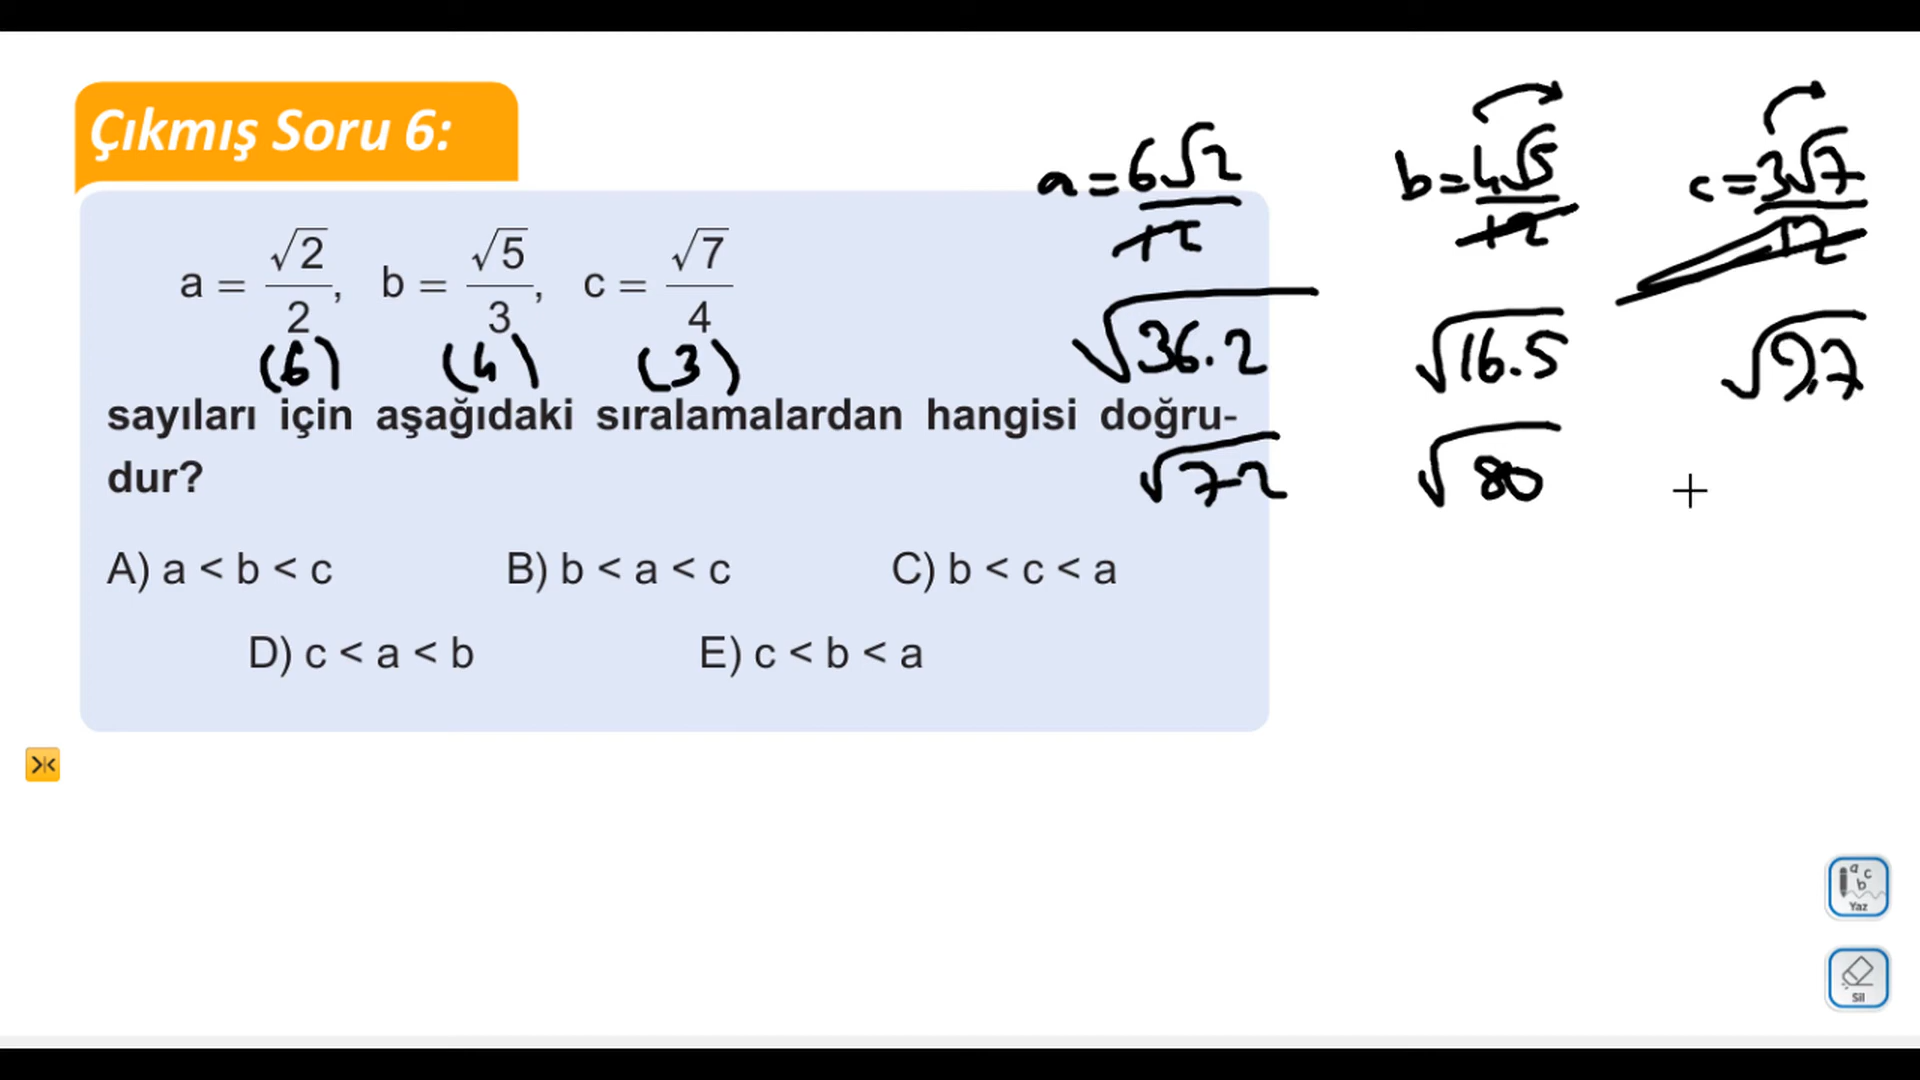 Çıkmış Soru 6:
a = √2/2, b = √5/3, c = √7/4
(6) (4) (3)
sayıları için aşağıdaki sıralamalardan hangisi doğru-
dur?
A) a < b < c B) b < a < c C) b < c < a
D) c < a < b E) c < b < a
a = 6√2/12 b = 4√5/12 c = 3√7/12
√36.2 √16.5 √9.7
√72 √80
a b c
Yaz
Sil